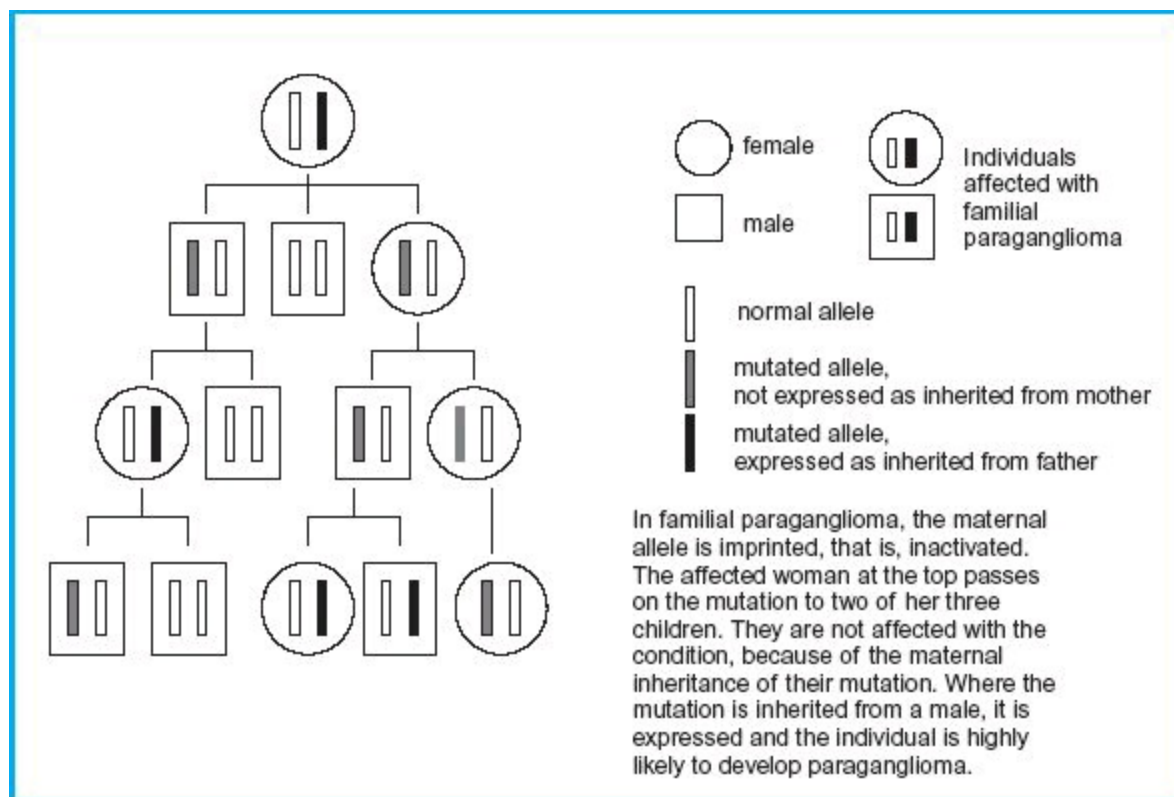 female
male
Individuals
affected with
familial
paraganglioma
normal allele
mutated allele,
not expressed as inherited from mother
mutated allele,
expressed as inherited from father
In familial paraganglioma, the maternal
allele is imprinted, that is, inactivated.
The affected woman at the top passes
on the mutation to two of her three
children. They are not affected with the
condition, because of the maternal
inheritance of their mutation. Where the
mutation is inherited from a male, it is
expressed and the individual is highly
likely to develop paraganglioma.